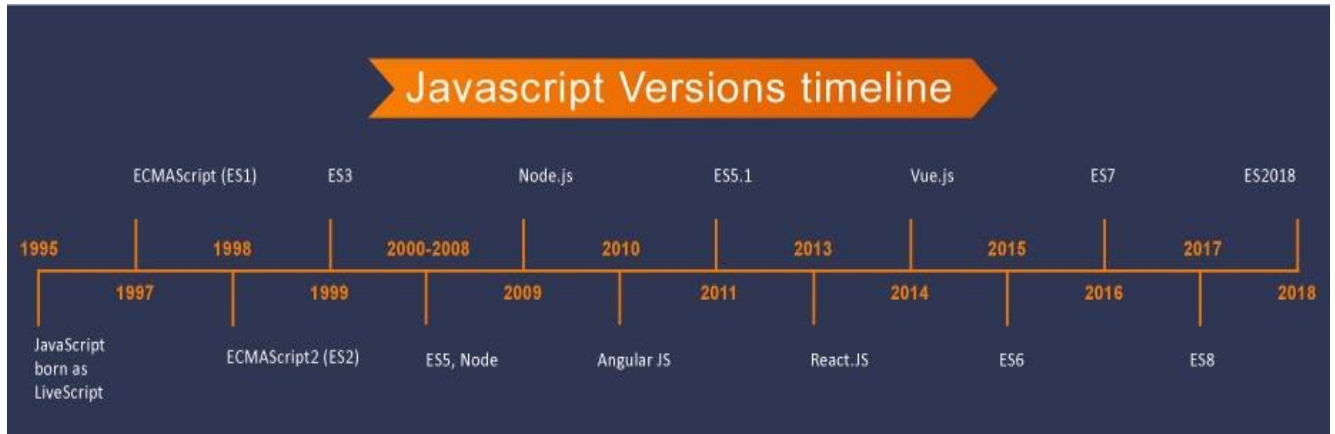 Javascript Versions timeline
ECMAScript (ES1) ES3 Node.js ES5.1 Vue.js ES7 ES2018
1995 1998 2000-2008 2010 2013 2015 2017
1997 1999 2009 2011 2014 2016 2018
JavaScript
born as
LiveScript
ECMAScript2 (ES2) ES5, Node Angular JS React.JS ES6 ES8